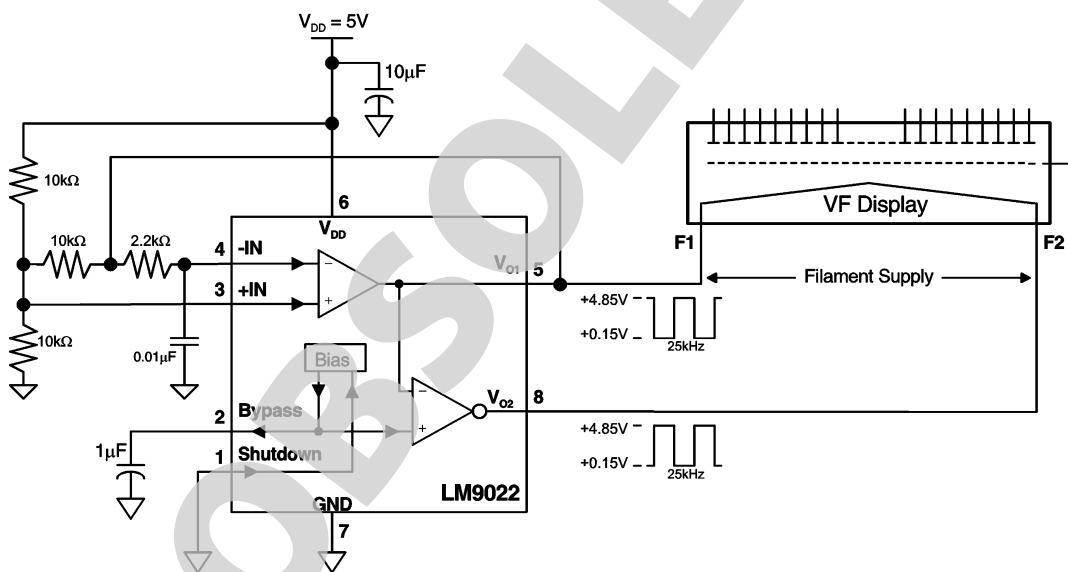 V_DD = 5V
10μF
10kΩ
6
V_DD
10kΩ
2.2kΩ
4
-IN
−
3
+IN
+
V_O1
5
10kΩ
0.01μF
Bias
−
+
V_O2
8
2
Bypass
1μF
1
Shutdown
LM9022
GND
7
VF Display
F1
F2
Filament Supply
+4.85V
+0.15V
25kHz
+4.85V
+0.15V
25kHz
OBSOLE